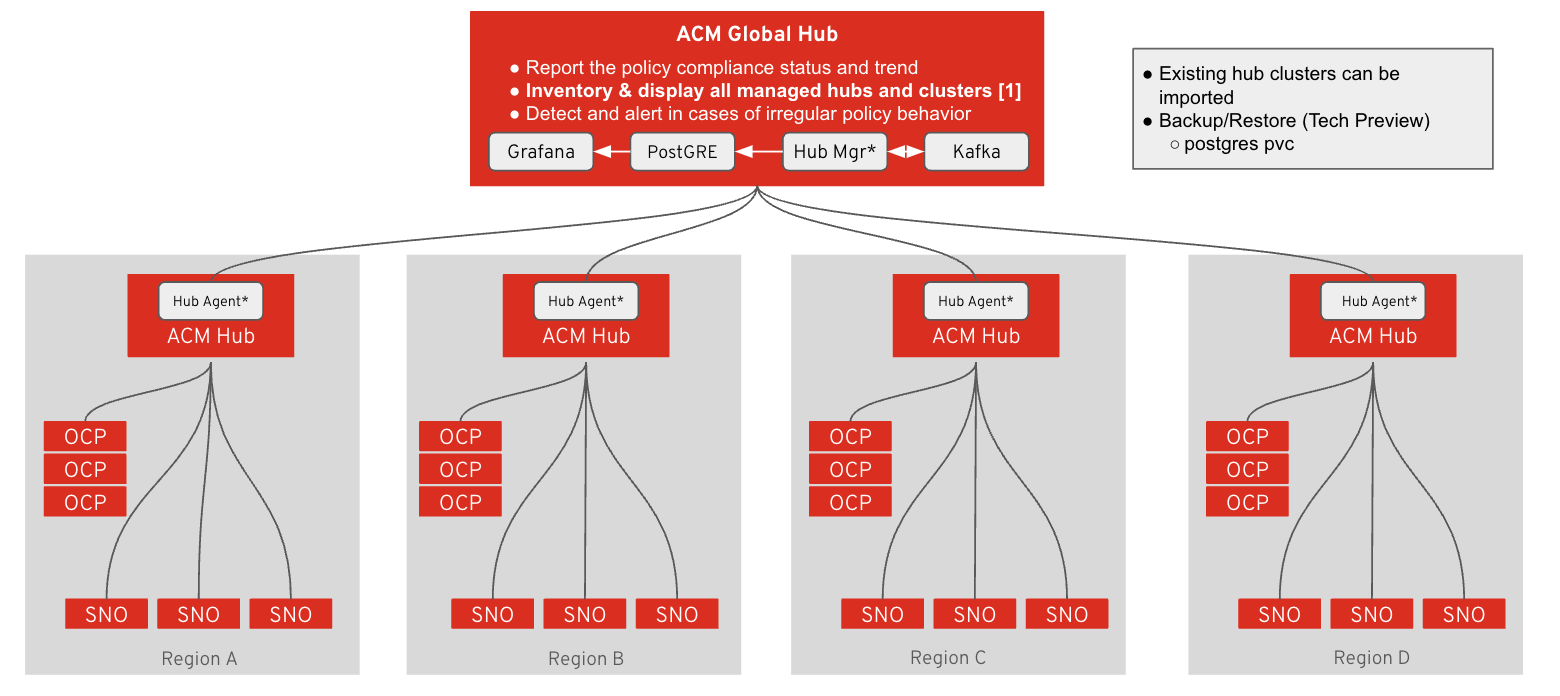 ACM Global Hub
● Report the policy compliance status and trend
● Inventory & display all managed hubs and clusters [1]
● Detect and alert in cases of irregular policy behavior
Grafana
PostGRE
Hub Mgr*
Kafka
● Existing hub clusters can be
imported
● Backup/Restore (Tech Preview)
○ postgres pvc
Hub Agent*
ACM Hub
OCP
OCP
OCP
SNO
SNO
SNO
Region A
Hub Agent*
ACM Hub
OCP
OCP
OCP
SNO
SNO
SNO
Region B
Hub Agent*
ACM Hub
OCP
OCP
OCP
SNO
SNO
SNO
Region C
Hub Agent*
ACM Hub
OCP
OCP
OCP
SNO
SNO
SNO
Region D